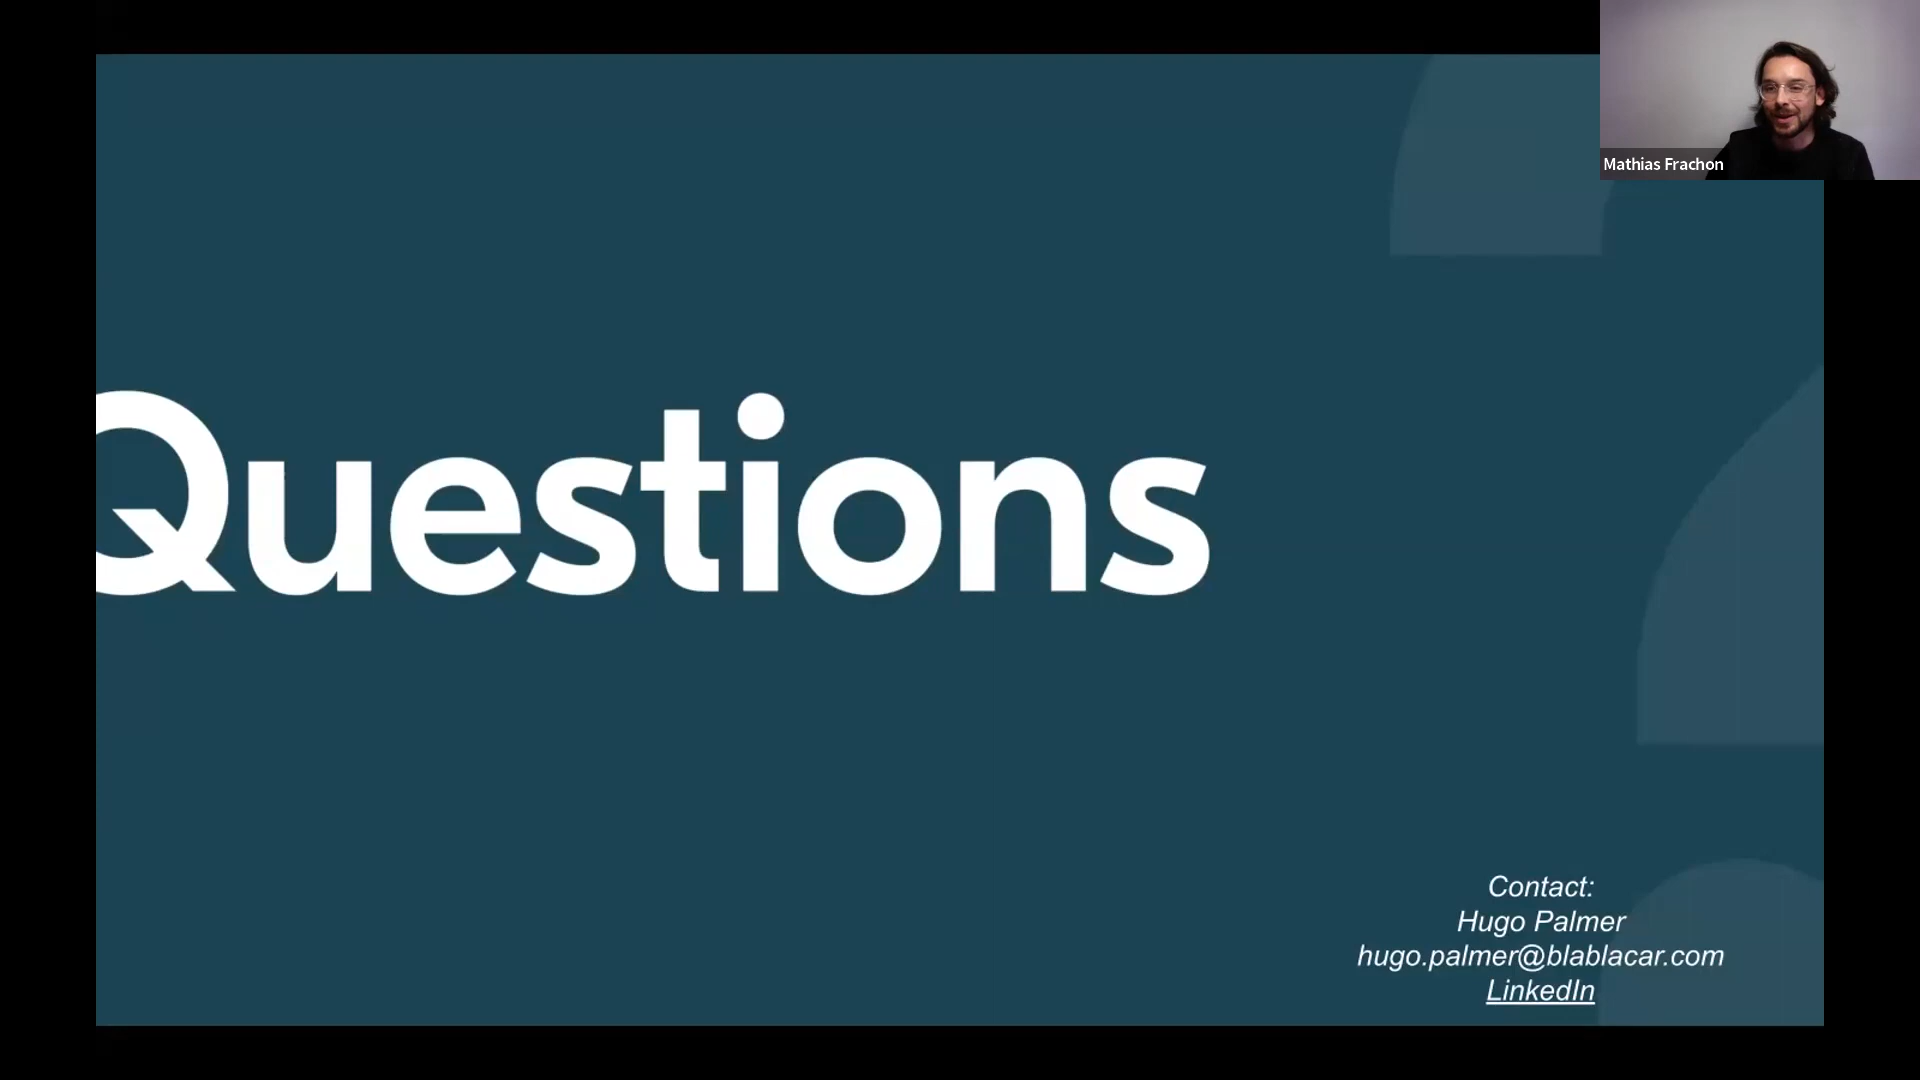 Mathias Frachon
Questions
Contact:
Hugo Palmer
hugo.palmer@blablacar.com
LinkedIn